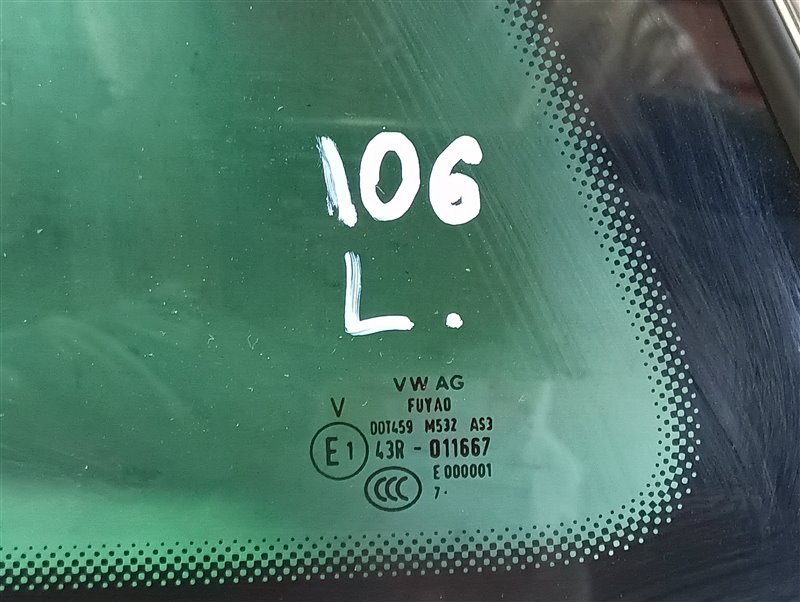 106
L.
VW AG
V FUYAO
DOT459 M532 AS3
E1 43R - 011667
E 000001
CCC 7.